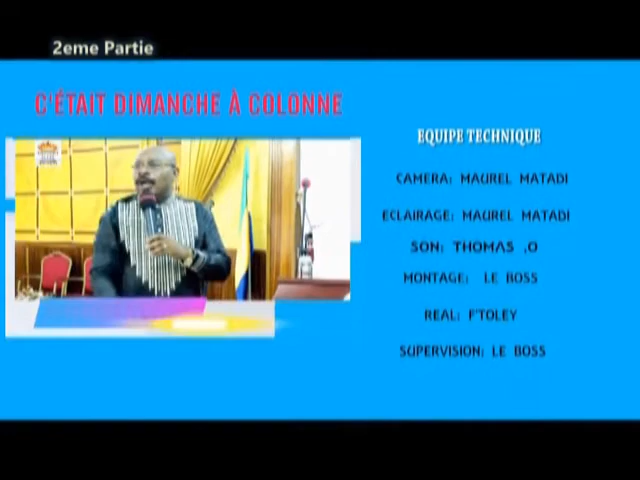 2eme Partie
C'ÉTAIT DIMANCHE À COLONNE
EQUIPE TECHNIQUE
CAMERA: MAUREL MATADI
ECLAIRAGE: MAUREL MATADI
SON: THOMAS .O
MONTAGE: LE BOSS
REAL: F'TOLEY
SUPERVISION: LE BOSS